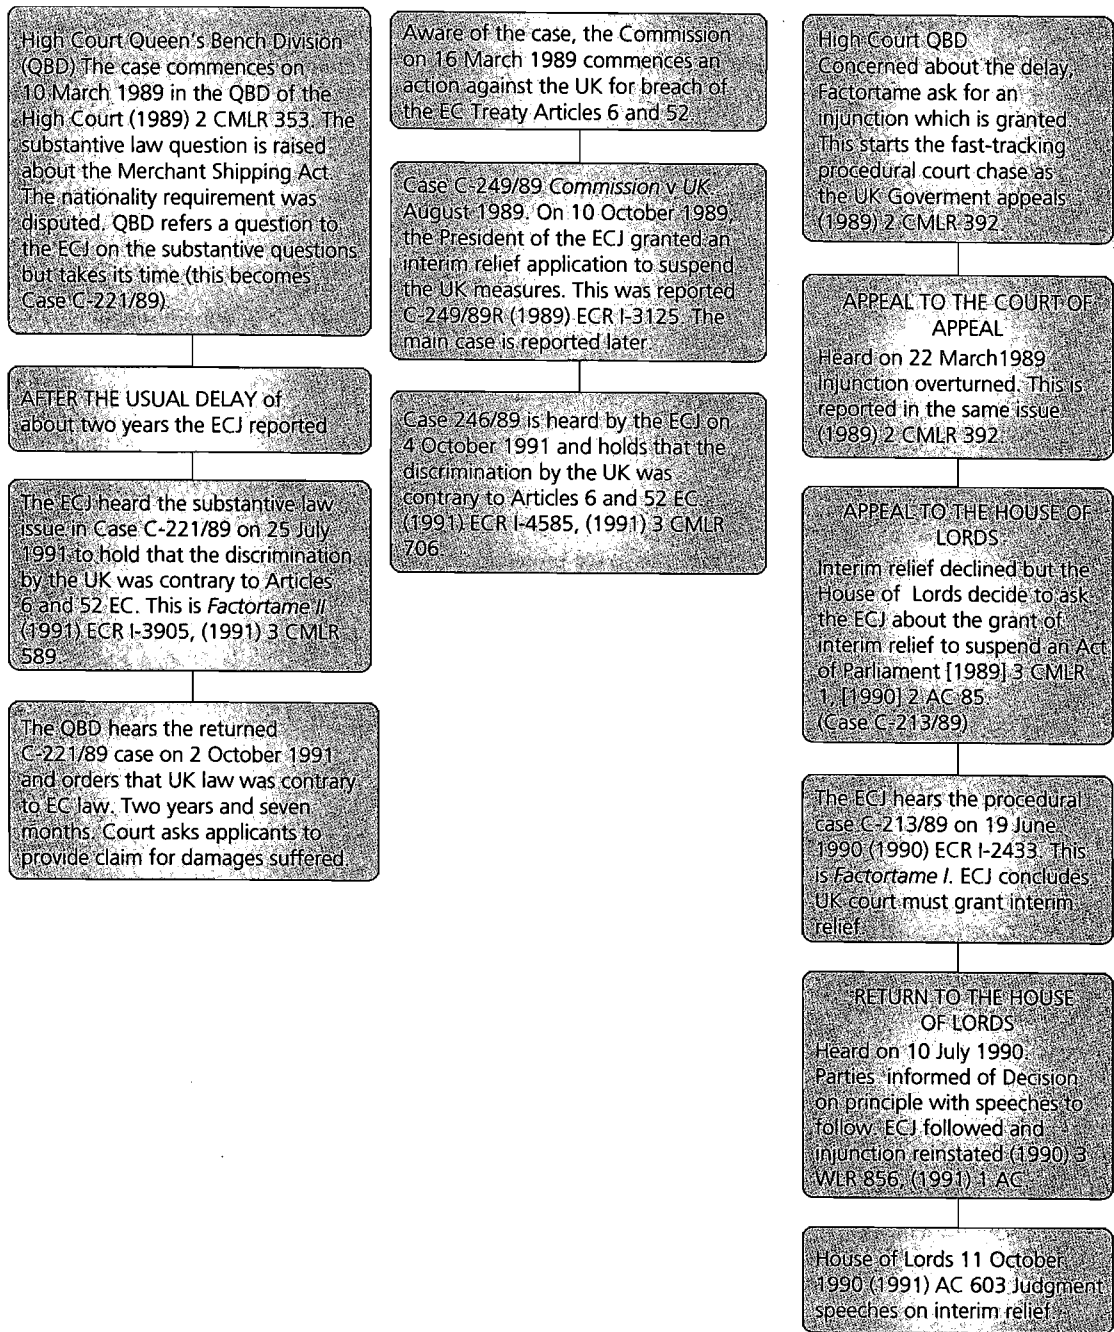 High Court Queen's Bench Division
(QBD) The case commences on
10 March 1989 in the QBD of the
High Court (1989) 2 CMLR 353. The
substantive law question is raised
about the Merchant Shipping Act
The nationality requirement was
disputed. QBD refers a question to
the ECJ on the substantive questions
but takes its time (this becomes
Case C-221/89)
AFTER THE USUAL DELAY of
about two years the ECJ reported
The ECJ heard the substantive law
issue in Case C-221/89 on 25 July
1991 to hold that the discrimination
by the UK was contrary to Articles
6 and 52 EC. This is Factortame II
(1991) ECR I-3905, (1991) 3 CMLR
589.
The QBD hears the returned
C-221/89 case on 2 October 1991
and orders that UK law was contrary
to EC law. Two years and seven
months. Court asks applicants to
provide claim for damages suffered
Aware of the case, the Commission
on 16 March 1989 commences an
action against the UK for breach of
the EC Treaty Articles 6 and 52.
Case C-249/89 Commission v UK
August 1989. On 10 October 1989,
the President of the ECJ granted an
interim relief application to suspend
the UK measures. This was reported
C-249/89R (1989) ECR I-3125. The
main case is reported later
Case 246/89 is heard by the ECJ on
4 October 1991 and holds that the
discrimination by the UK was
contrary to Articles 6 and 52 EC
(1991) ECR I-4585, (1991) 3 CMLR
706
High Court QBD
Concerned about the delay,
Factortame ask for an
injunction which is granted
This starts the fast-tracking
procedural court chase as
the UK Goverment appeals
(1989) 2 CMLR 392.
APPEAL TO THE COURT OF
APPEAL
Heard on 22 March1989
Injunction overturned. This is
reported in the same issue
(1989) 2 CMLR 392
APPEAL TO THE HOUSE OF
LORDS
Interim relief declined but the
House of Lords decide to ask
the ECJ about the grant of
interim relief to suspend an Act
of Parliament [1989] 3 CMLR
1, [1990] 2 AC 85
(Case C-213/89)
The ECJ hears the procedural
case C-213/89 on 19 June
1990 (1990) ECR I-2433. This
is Factortame I. ECJ concludes
UK court must grant interim
relief
RETURN TO THE HOUSE
OF LORDS
Heard on 10 July 1990.
Parties informed of Decision
on principle with speeches to
follow. ECJ followed and
injunction reinstated (1990) 3
WLR 856, (1991) 1 AC
House of Lords 11 October
1990 (1991) AC 603 Judgment
speeches on interim relief